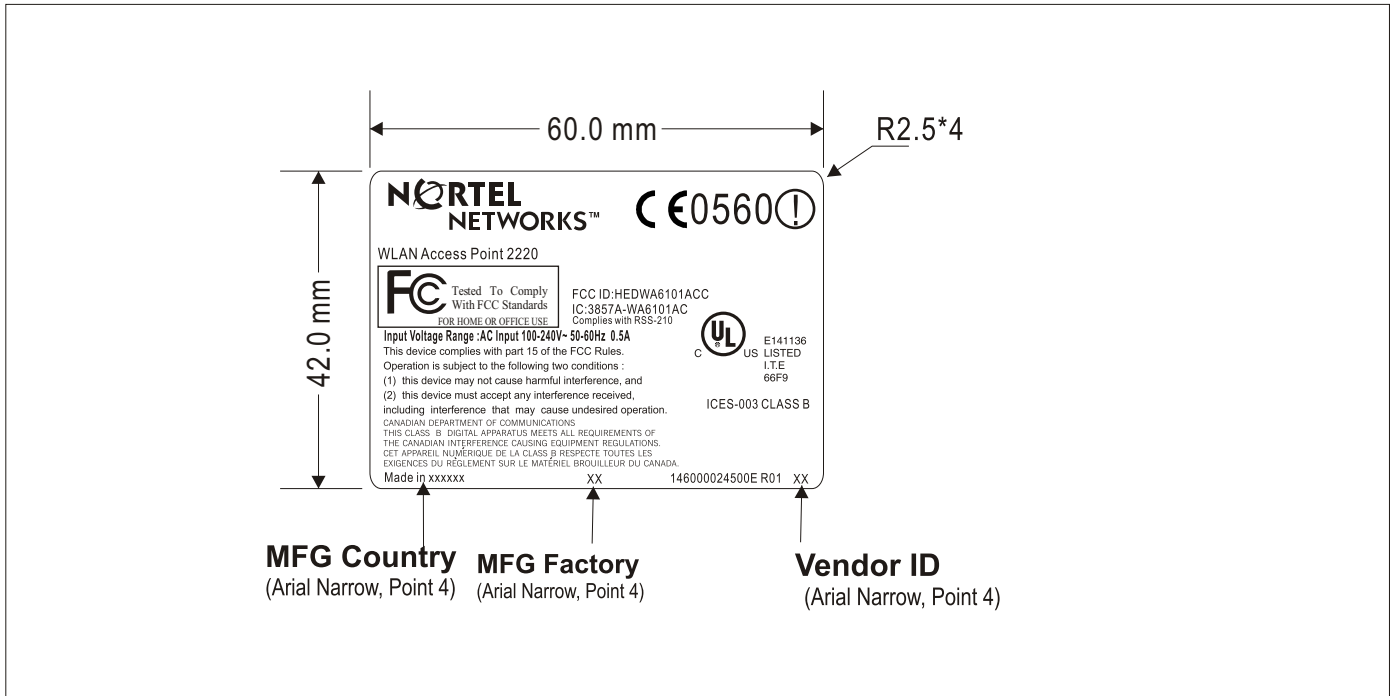 60.0 mm
R2.5*4
42.0 mm
NORTEL
NETWORKS™
CE0560!
WLAN Access Point 2220
FC Tested To Comply
With FCC Standards
FOR HOME OR OFFICE USE
FCC ID:HEDWA6101ACC
IC:3857A-WA6101AC
Complies with RSS-210
Input Voltage Range :AC Input 100-240V~ 50-60Hz 0.5A
This device complies with part 15 of the FCC Rules.
Operation is subject to the following two conditions :
(1) this device may not cause harmful interference, and
(2) this device must accept any interference received,
including interference that may cause undesired operation.
C UL ® US
E141136
LISTED
I.T.E
66F9
ICES-003 CLASS B
CANADIAN DEPARTMENT OF COMMUNICATIONS
THIS CLASS B DIGITAL APPARATUS MEETS ALL REQUIREMENTS OF
THE CANADIAN INTERFERENCE CAUSING EQUIPMENT REGULATIONS.
CET APPAREIL NUMÉRIQUE DE LA CLASS B RESPECTE TOUTES LES
EXIGENCES DU RÉGLEMENT SUR LE MATÉRIEL BROUILLEUR DU CANADA.
Made in xxxxxx XX 146000024500E R01 XX
MFG Country
(Arial Narrow, Point 4)
MFG Factory
(Arial Narrow, Point 4)
Vendor ID
(Arial Narrow, Point 4)